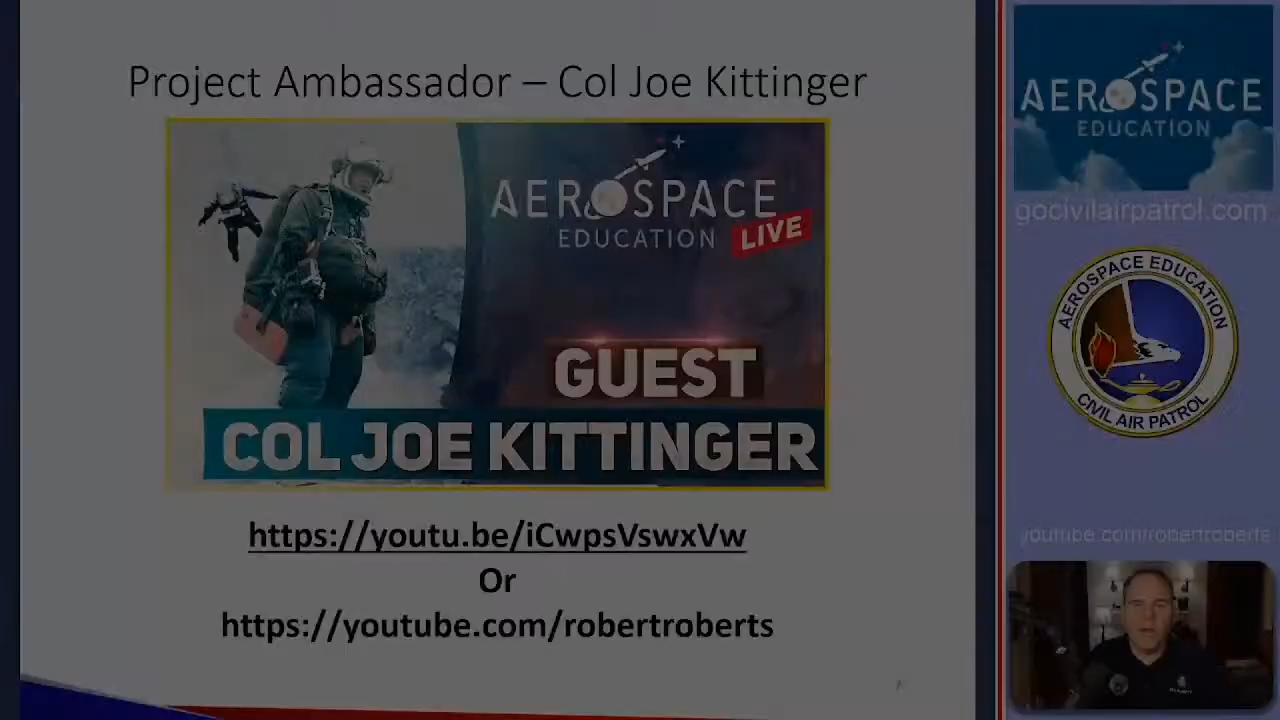 Project Ambassador – Col Joe Kittinger
AEROSPACE
EDUCATION
LIVE
GUEST
COL JOE KITTINGER
https://youtu.be/iCwpsVswxVw
Or
https://youtube.com/robertroberts
AEROSPACE
EDUCATION
gocivilairpatrol.com
AEROSPACE EDUCATION
CIVIL AIR PATROL
youtube.com/robertroberts